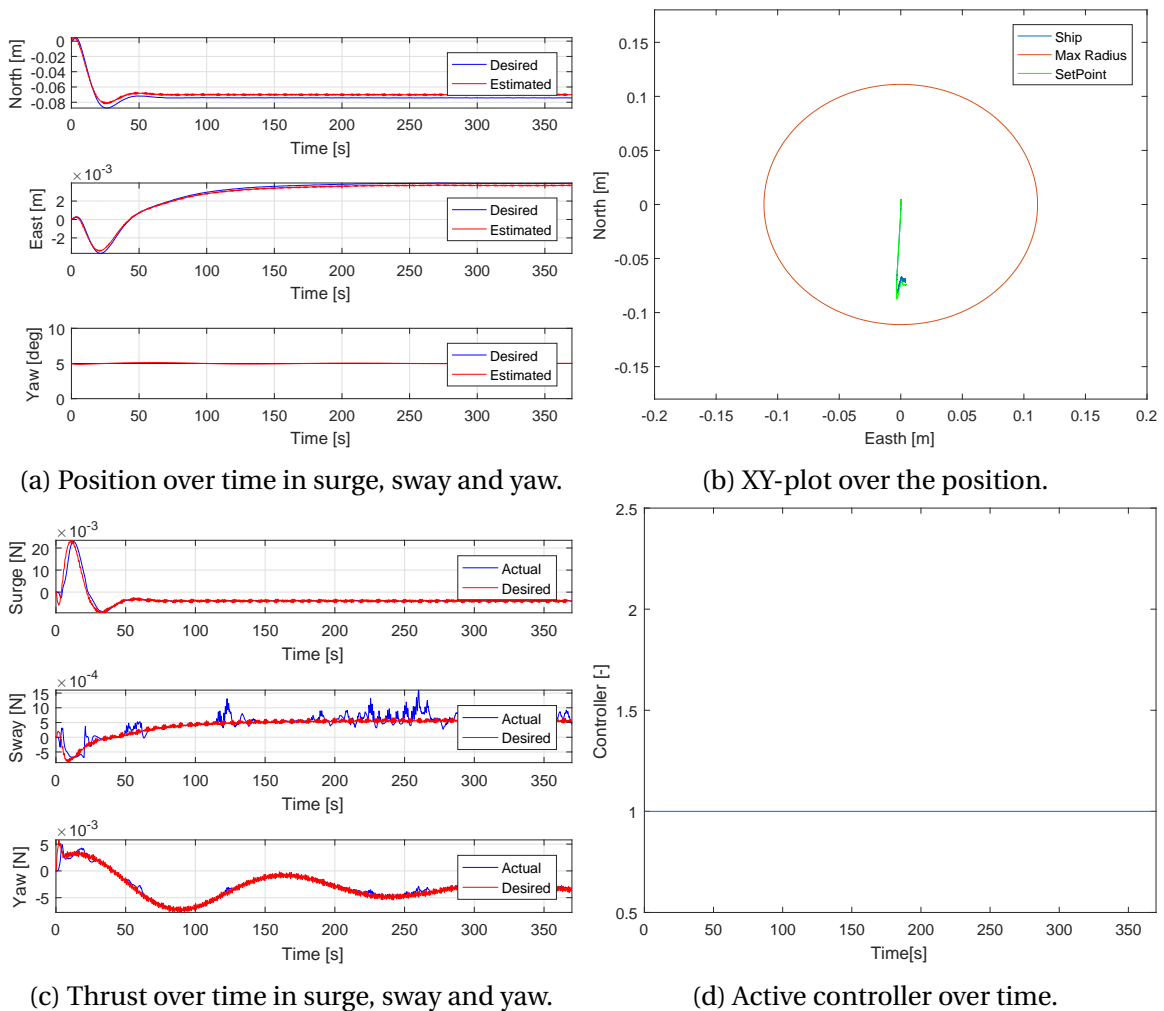 North [m]
0
-0.02
-0.04
-0.06
-0.08
Desired
Estimated
0 50 100 150 200 250 300 350
Time [s]
×10-3
East [m]
2
0
-2
Desired
Estimated
0 50 100 150 200 250 300 350
Time [s]
Yaw [deg]
10
5
0
Desired
Estimated
0 50 100 150 200 250 300 350
Time [s]
(a) Position over time in surge, sway and yaw.
North [m]
0.15
0.1
0.05
0
-0.05
-0.1
-0.15
Ship
Max Radius
SetPoint
-0.2 -0.15 -0.1 -0.05 0 0.05 0.1 0.15 0.2
Easth [m]
(b) XY-plot over the position.
×10-3
Surge [N]
20
10
0
Actual
Desired
0 50 100 150 200 250 300 350
Time [s]
×10-4
Sway [N]
15
10
5
0
-5
Actual
Desired
0 50 100 150 200 250 300 350
Time [s]
×10-3
Yaw [N]
5
0
-5
Actual
Desired
0 50 100 150 200 250 300 350
Time [s]
(c) Thrust over time in surge, sway and yaw.
Controller [-]
2.5
2
1.5
1
0.5
0 50 100 150 200 250 300 350
Time[s]
(d) Active controller over time.